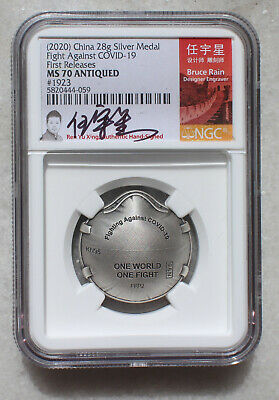 (2020) China 28g Silver Medal
Fight Against COVID-19
First Releases
MS 70 ANTIQUED
#1923
5820444-059
任宇星
设计师 雕刻师
Bruce Rain
Designer Engraver
NGC
Ren Yu Xing Authentic Hand-Signed
Fighting Against COVID-19
KN95
ONE WORLD
ONE FIGHT
FFP2